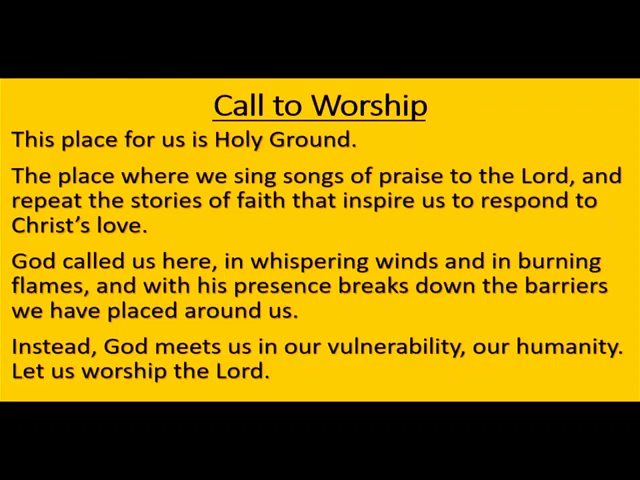 Call to Worship
This place for us is Holy Ground.
The place where we sing songs of praise to the Lord, and
repeat the stories of faith that inspire us to respond to
Christ’s love.
God called us here, in whispering winds and in burning
flames, and with his presence breaks down the barriers
we have placed around us.
Instead, God meets us in our vulnerability, our humanity.
Let us worship the Lord.